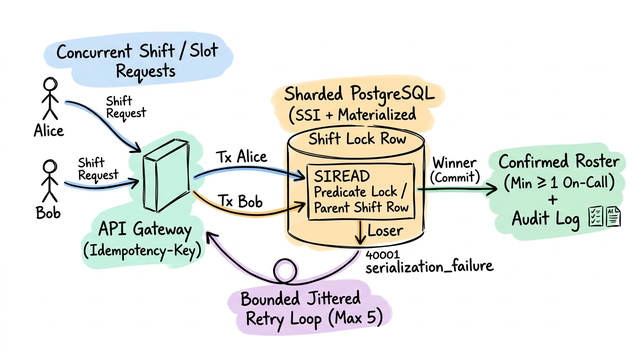 Concurrent Shift / Slot
Requests
Alice
Shift
Request
Bob
Shift
Request
API Gateway
(Idempotency-Key)
Tx Alice
Tx Bob
Sharded PostgreSQL
(SSI + Materialized
Shift Lock Row
SIREAD
Predicate Lock /
Parent Shift Row
Loser
40001
serialization_failure
Winner
(Commit)
Confirmed Roster
(Min ≥ 1 On-Call)
+
Audit Log
Bounded Jittered
Retry Loop (Max 5)